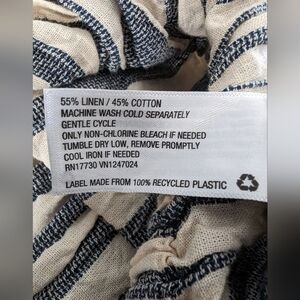 55% LINEN / 45% COTTON
MACHINE WASH COLD SEPARATELY
GENTLE CYCLE
ONLY NON-CHLORINE BLEACH IF NEEDED
TUMBLE DRY LOW, REMOVE PROMPTLY
COOL IRON IF NEEDED
RN17730 VN1247024
LABEL MADE FROM 100% RECYCLED PLASTIC